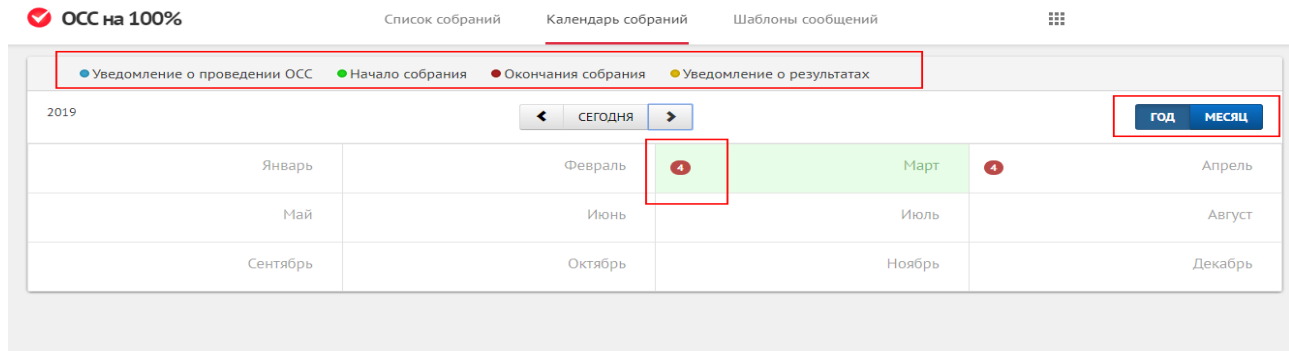 ОСС на 100%
Список собраний
Календарь собраний
Шаблоны сообщений
Уведомление о проведении ОСС
Начало собрания
Окончания собрания
Уведомление о результатах
2019
СЕГОДНЯ
ГОД
МЕСЯЦ
Январь
Февраль
4
Март
4
Апрель
Май
Июнь
Июль
Август
Сентябрь
Октябрь
Ноябрь
Декабрь